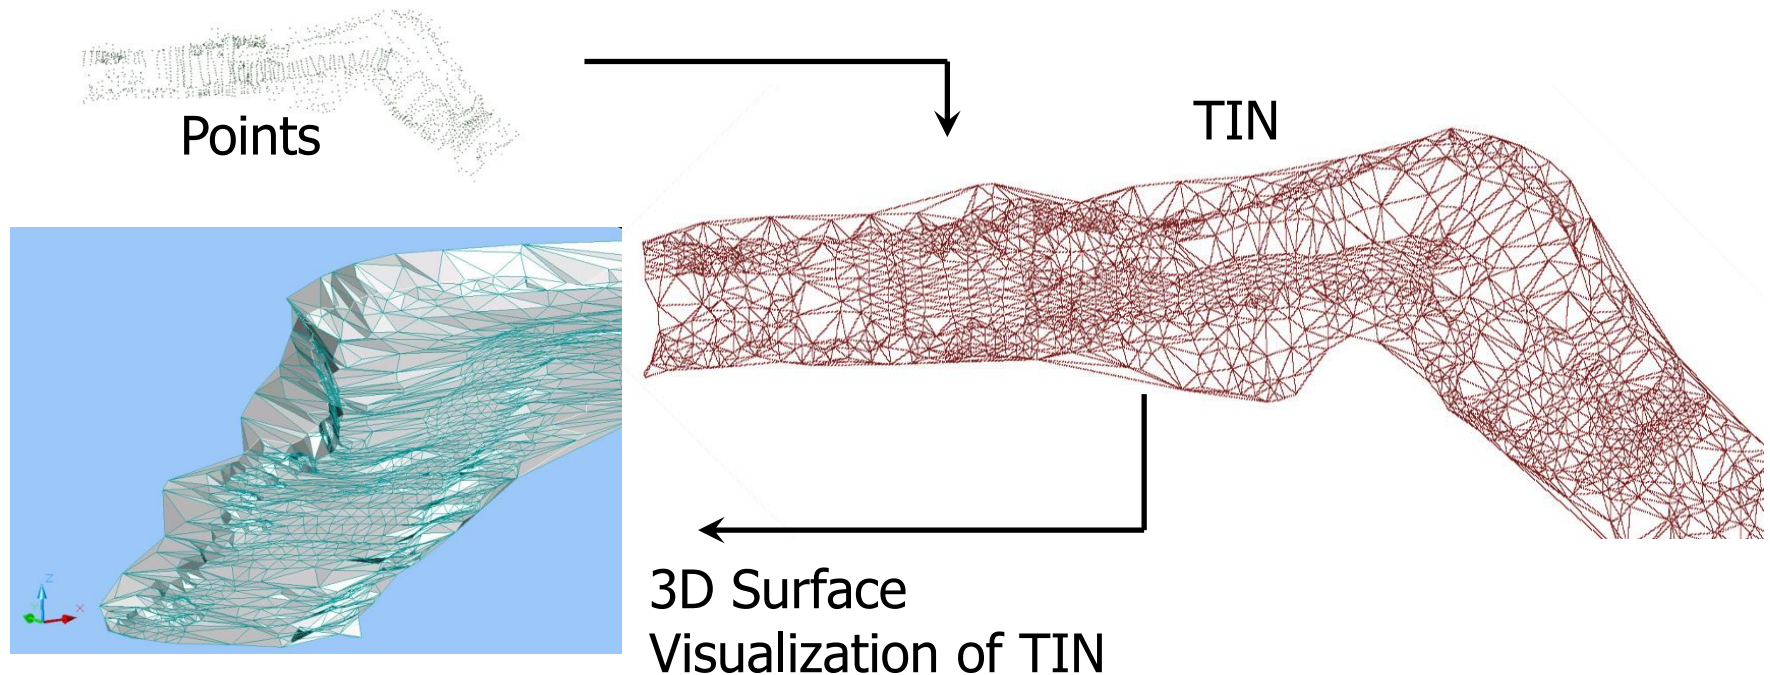 Points
TIN
3D Surface
Visualization of TIN
Z
X